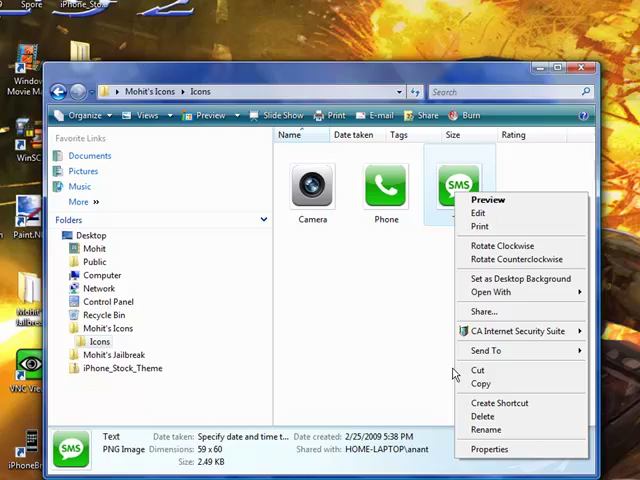 Spore
iPhone_Sto
Window
Movie Ma
WinSC
Paint.N
Mohit's
Jailbreak
VNC Vie
iPhoneBr
Mohit's Icons Icons
Search
Organize Views Preview Slide Show Print E-mail Share Burn
Favorite Links
Documents
Pictures
Music
More »
Folders
Desktop
Mohit
Public
Computer
Network
Control Panel
Recycle Bin
Mohit's Icons
Icons
Mohit's Jailbreak
iPhone_Stock_Theme
Name Date taken Tags Size Rating
SMS
Camera Phone
Preview
Edit
Print
Rotate Clockwise
Rotate Counterclockwise
Set as Desktop Background
Open With
Share...
CA Internet Security Suite
Send To
Cut
Copy
Create Shortcut
Delete
Rename
Properties
SMS
Text Date taken: Specify date and time t... Date created: 2/25/2009 5:38 PM
PNG Image Dimensions: 59 x 60 Shared with: HOME-LAPTOP\anant
Size: 2.49 KB